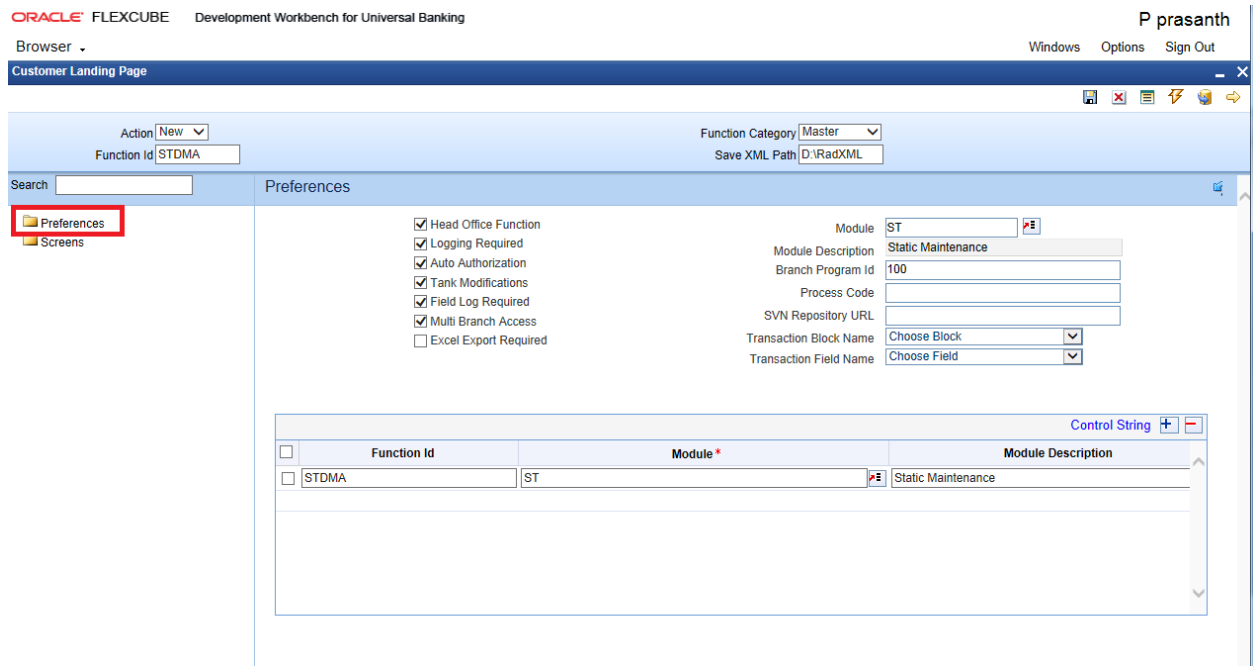 ORACLE FLEXCUBE Development Workbench for Universal Banking P prasanth
Browser Windows Options Sign Out
Customer Landing Page
Action New Function Category Master
Function Id STDMA Save XML Path D:\RadXML
Search Preferences
Preferences
Screens
Head Office Function
Logging Required
Auto Authorization
Tank Modifications
Field Log Required
Multi Branch Access
Excel Export Required
Module ST
Module Description Static Maintenance
Branch Program Id 100
Process Code
SVN Repository URL
Transaction Block Name Choose Block
Transaction Field Name Choose Field
Control String
Function Id Module * Module Description
STDMA ST Static Maintenance